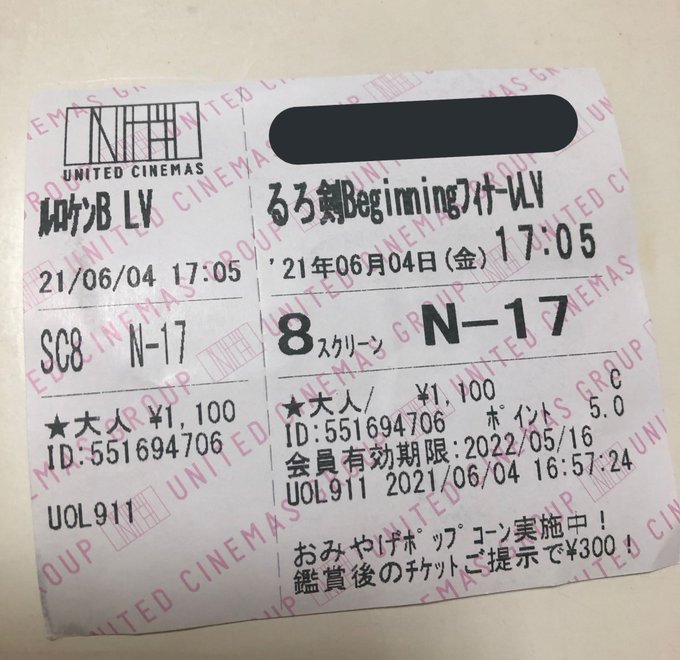 UNITED CINEMAS
ルロケンB LV
21/06/04 17:05
SC8 N-17
★大人 ¥1,100
ID:551694706
UOL911
るろ剣BeginningフィナーレLV
'21年06月04日(金) 17:05
8スクリーン N-17
★大人/ ¥1,100 C
ID:551694706 ポイント 5.0
会員有効期限:2022/05/16
UOL911 2021/06/04 16:57:24
おみやげポップコーン実施中!
鑑賞後のチケットご提示で¥300!
UNITED CINEMAS GROUP